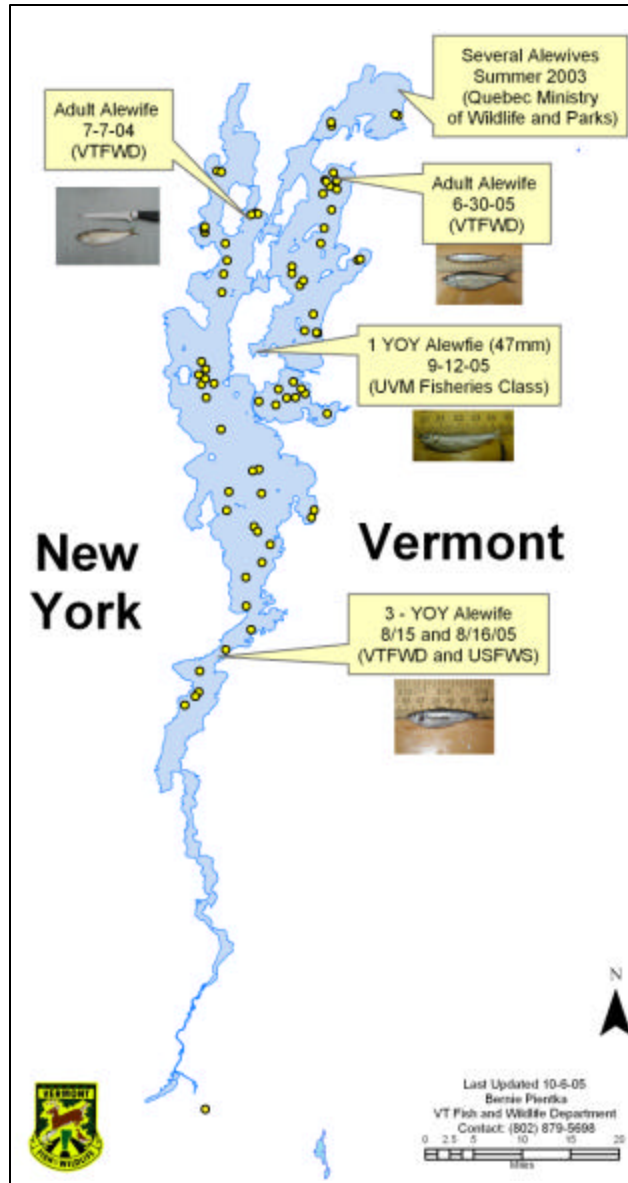 Several Alewives
Summer 2003
(Quebec Ministry
of Wildlife and Parks)
Adult Alewife
7-7-04
(VTFWD)
Adult Alewife
6-30-05
(VTFWD)
1 YOY Alewfie (47mm)
9-12-05
(UVM Fisheries Class)
New
York
Vermont
3 - YOY Alewife
8/15 and 8/16/05
(VTFWD and USFWS)
N
Last Updated 10-6-05
Bernie Pientka
VT Fish and Wildlife Department
Contact: (802) 879-5698
0 2.5 5 10 15 20
Miles
VERMONT
FISH & WILDLIFE